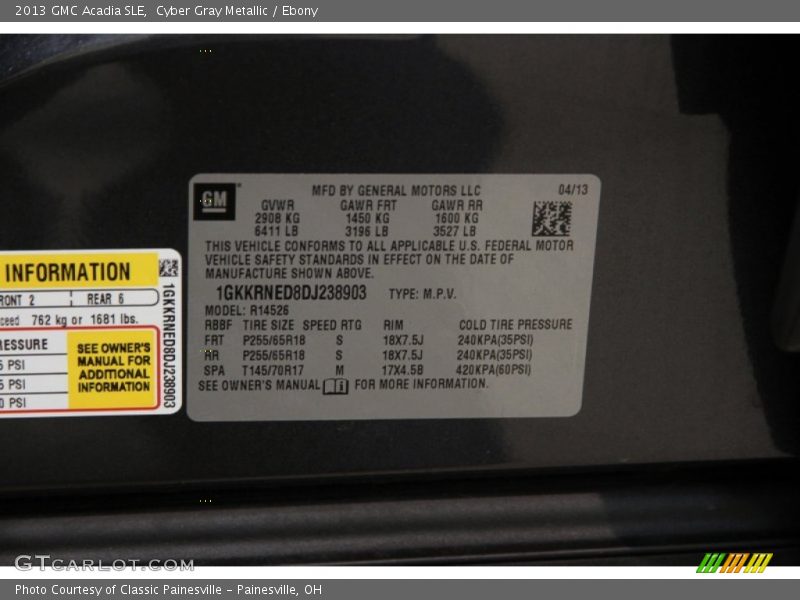 2013 GMC Acadia SLE,  Cyber Gray Metallic / Ebony
GM
MFD BY GENERAL MOTORS LLC 04/13
GVWR GAWR FRT GAWR RR
2908 KG 1450 KG 1600 KG
6411 LB 3196 LB 3527 LB
THIS VEHICLE CONFORMS TO ALL APPLICABLE U.S. FEDERAL MOTOR
VEHICLE SAFETY STANDARDS IN EFFECT ON THE DATE OF
MANUFACTURE SHOWN ABOVE.
1GKKRNED8DJ238903 TYPE: M.P.V.
MODEL: R14526
RBBF TIRE SIZE SPEED RTG RIM COLD TIRE PRESSURE
FRT P255/65R18 S 18X7.5J 240KPA(35PSI)
RR P255/65R18 S 18X7.5J 240KPA(35PSI)
SPA T145/70R17 M 17X4.5B 420KPA(60PSI)
SEE OWNER'S MANUAL FOR MORE INFORMATION.
INFORMATION
RONT 2 REAR 6
ceed 762 kg or 1681 lbs.
RESSURE
5 PSI
5 PSI
0 PSI
SEE OWNER'S
MANUAL FOR
ADDITIONAL
INFORMATION
1GKKRNED8DJ238903
GTCARLOT.COM
Photo Courtesy of Classic Painesville - Painesville, OH